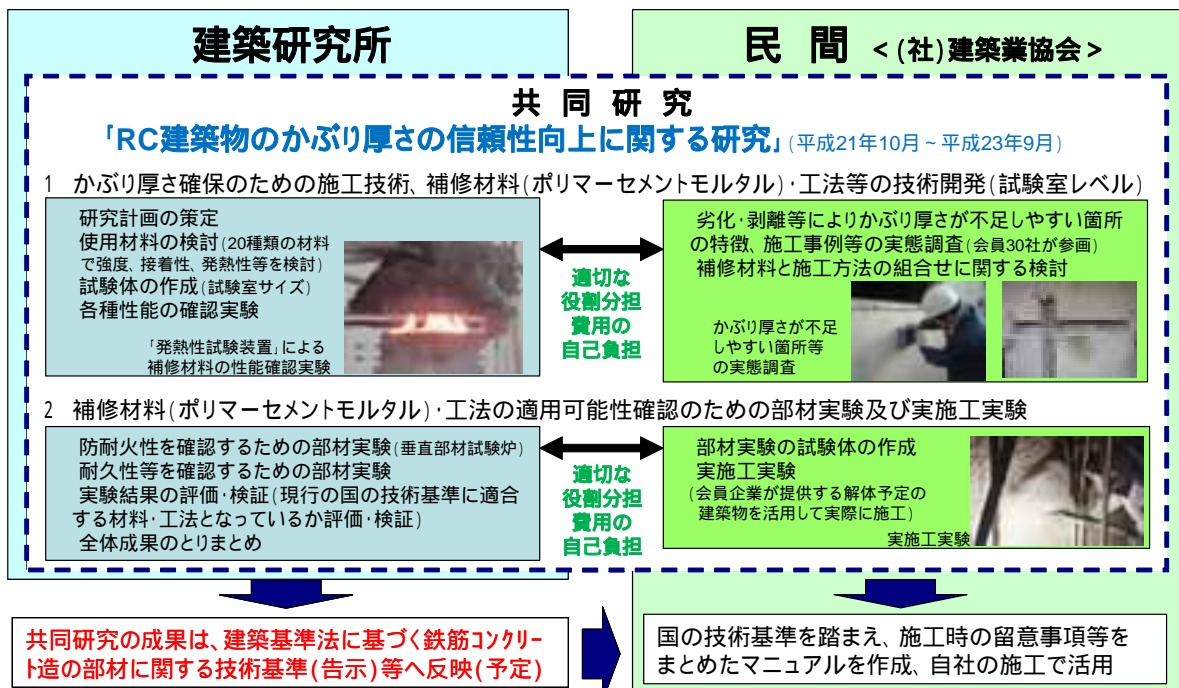 建築研究所
民 間 <(社)建築業協会>
共 同 研 究
「RC建築物のかぶり厚さの信頼性向上に関する研究」(平成21年10月~平成23年9月)
1 かぶり厚さ確保のための施工技術、補修材料(ポリマーセメントモルタル)・工法等の技術開発(試験室レベル)
研究計画の策定
使用材料の検討(20種類の材料
で強度、接着性、発熱性等を検討)
試験体の作成(試験室サイズ)
各種性能の確認実験
「発熱性試験装置」による
補修材料の性能確認実験
適切な
役割分担
費用の
自己負担
劣化・剥離等によりかぶり厚さが不足しやすい箇所
の特徴、施工事例等の実態調査(会員30社が参画)
補修材料と施工方法の組合せに関する検討
かぶり厚さが不足
しやすい箇所等
の実態調査
2 補修材料(ポリマーセメントモルタル)・工法の適用可能性確認のための部材実験及び実施工実験
防耐火性を確認するための部材実験(垂直部材試験炉)
耐久性等を確認するための部材実験
実験結果の評価・検証(現行の国の技術基準に適合
する材料・工法となっているか評価・検証)
全体成果のとりまとめ
適切な
役割分担
費用の
自己負担
部材実験の試験体の作成
実施工実験
(会員企業が提供する解体予定の
建築物を活用して実際に施工)
実施工実験
共同研究の成果は、建築基準法に基づく鉄筋コンクリー
ト造の部材に関する技術基準(告示)等へ反映(予定)
国の技術基準を踏まえ、施工時の留意事項等を
まとめたマニュアルを作成、自社の施工で活用